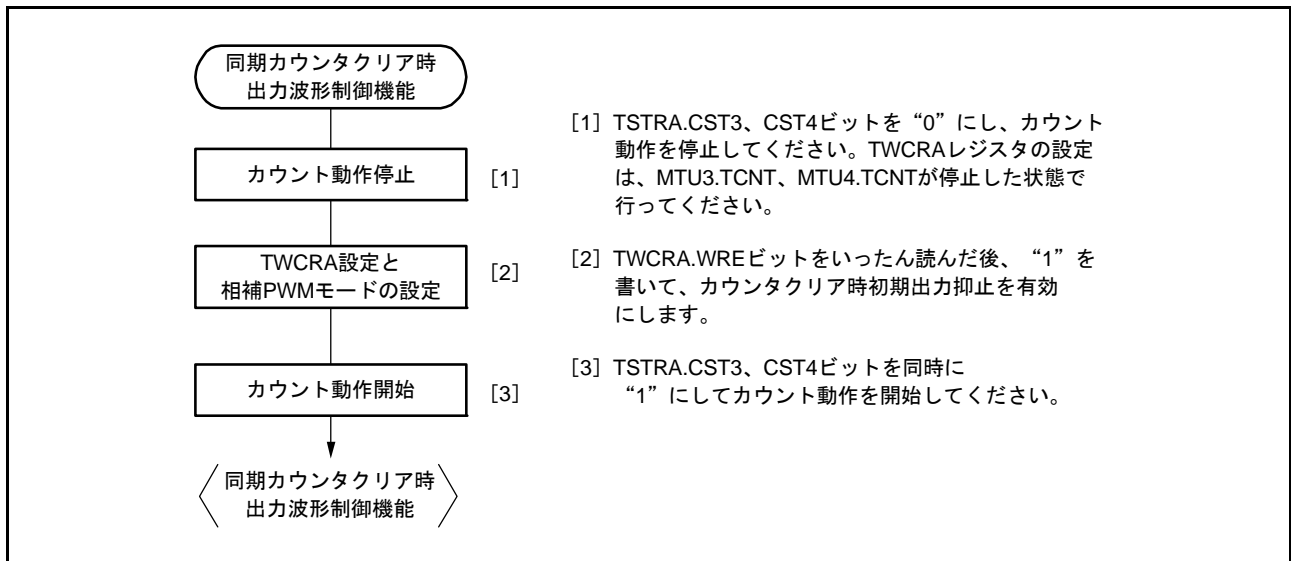 同期カウンタクリア時
出力波形制御機能
カウント動作停止
[1]
[1] TSTRA.CST3、CST4ビットを“0”にし、カウント
動作を停止してください。TWCRAレジスタの設定
は、MTU3.TCNT、MTU4.TCNTが停止した状態で
行ってください。
TWCRA設定と
相補PWMモードの設定
[2]
[2] TWCRA.WREビットをいったん読んだ後、“1”を
書いて、カウンタクリア時初期出力抑止を有効
にします。
カウント動作開始
[3]
[3] TSTRA.CST3、CST4ビットを同時に
“1”にしてカウント動作を開始してください。
同期カウンタクリア時
出力波形制御機能